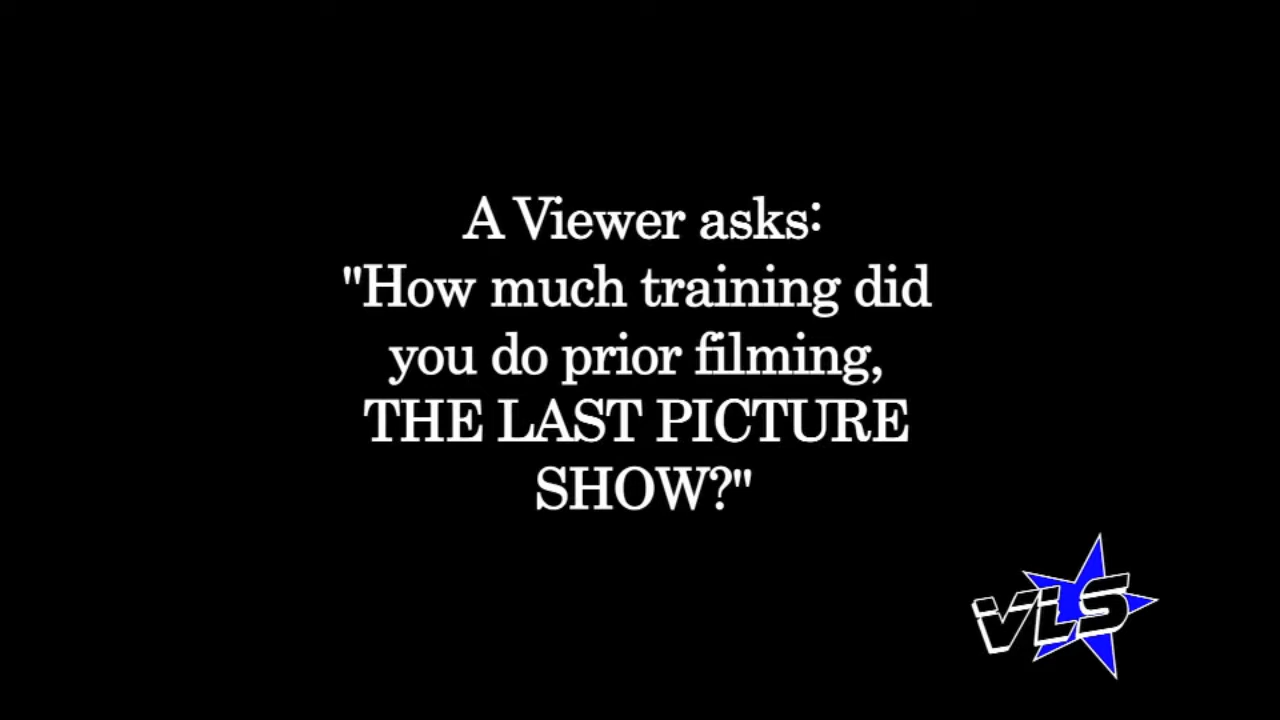 A Viewer asks:
"How much training did
you do prior filming,
THE LAST PICTURE
SHOW?"
VLS